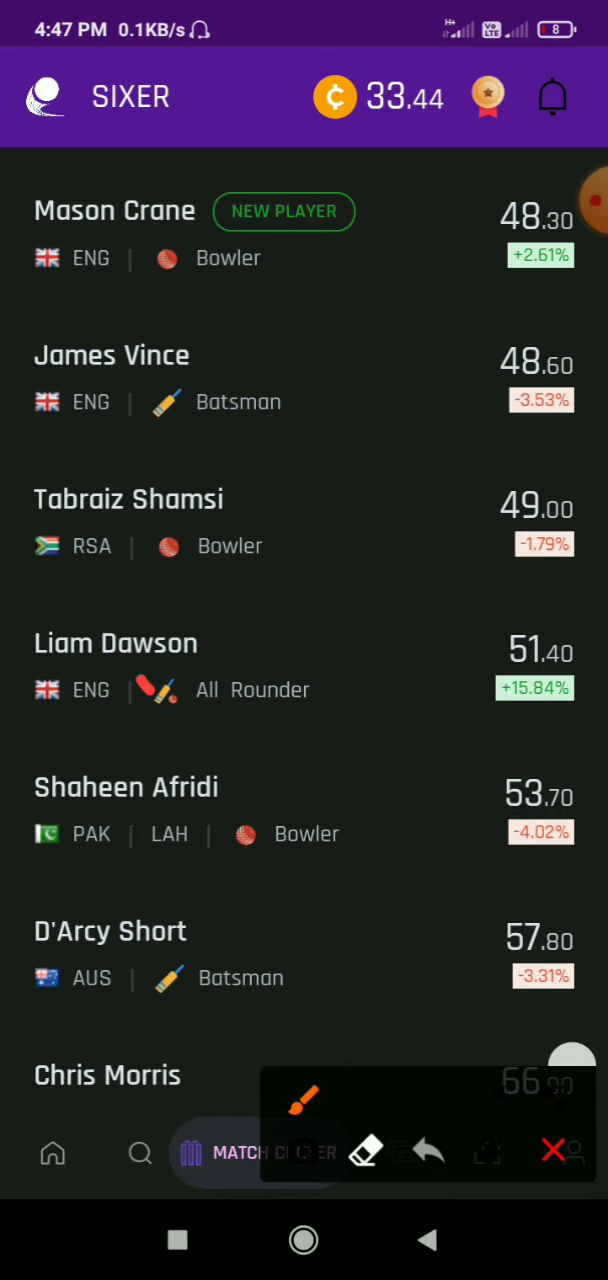 4:47 PM 0.1KB/s H+ Vo LTE 8
SIXER ¢ 33.44
Mason Crane NEW PLAYER 48.30
ENG | Bowler +2.61%
James Vince 48.60
ENG | Batsman -3.53%
Tabraiz Shamsi 49.00
RSA | Bowler -1.79%
Liam Dawson 51.40
ENG | All Rounder +15.84%
Shaheen Afridi 53.70
PAK | LAH | Bowler -4.02%
D'Arcy Short 57.80
AUS | Batsman -3.31%
Chris Morris
MATCH